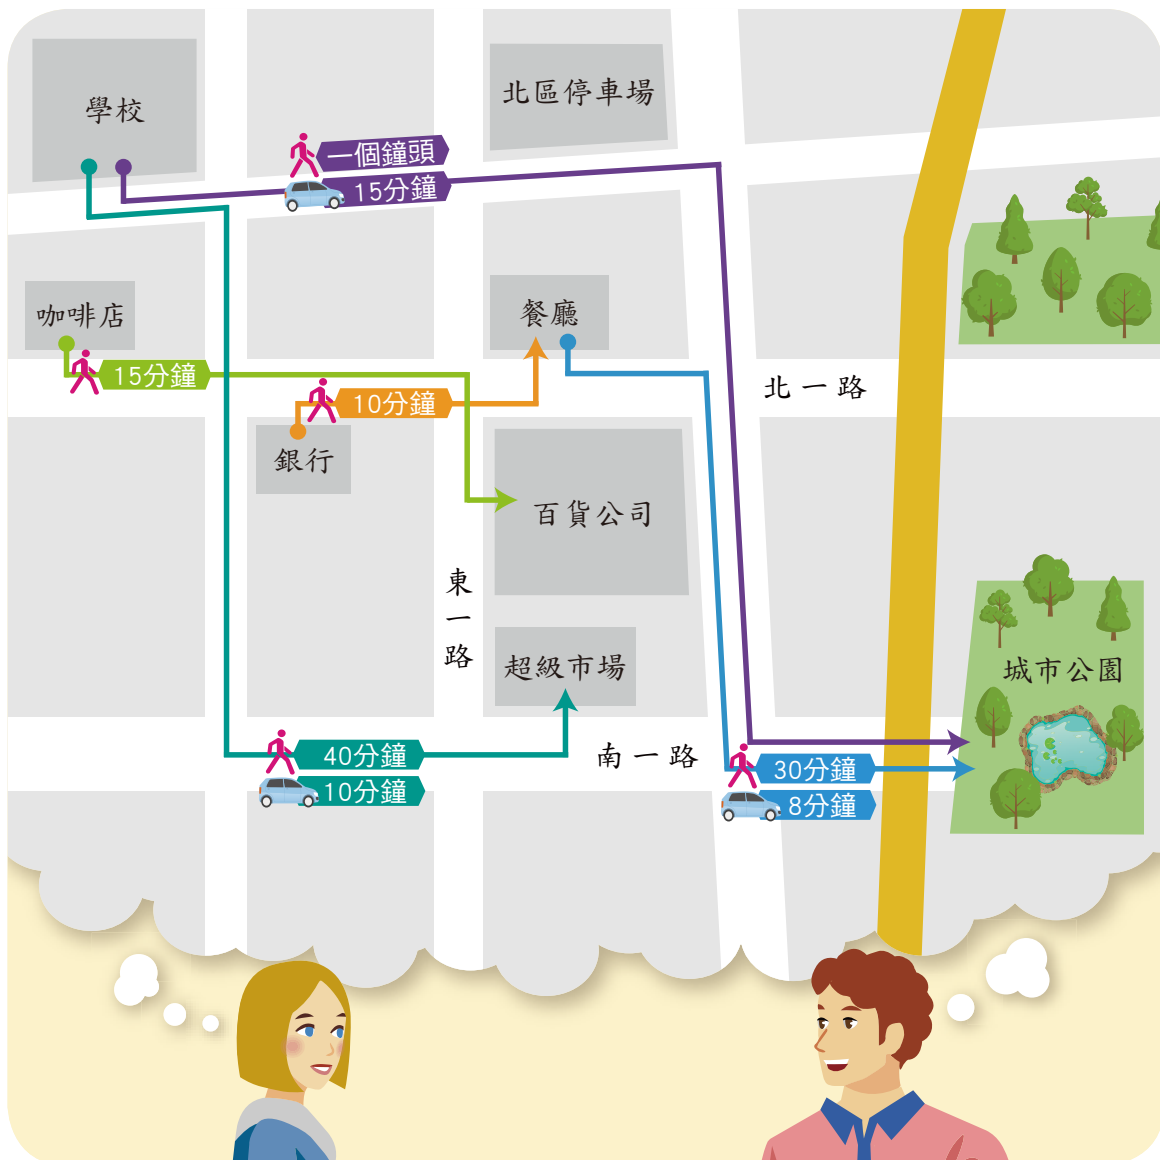 學校
北區停車場
一個鐘頭
15分鐘
咖啡店
餐廳
15分鐘
10分鐘
北一路
銀行
百貨公司
東一路
超級市場
城市公園
南一路
40分鐘
10分鐘
30分鐘
8分鐘